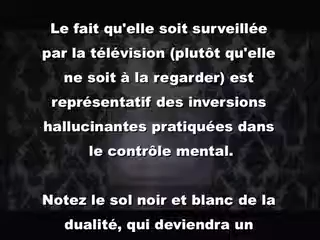 Le fait qu'elle soit surveillée
par la télévision (plutôt qu'elle
ne soit à la regarder) est
représentatif des inversions
hallucinantes pratiquées dans
le contrôle mental.
Notez le sol noir et blanc de la
dualité, qui deviendra un